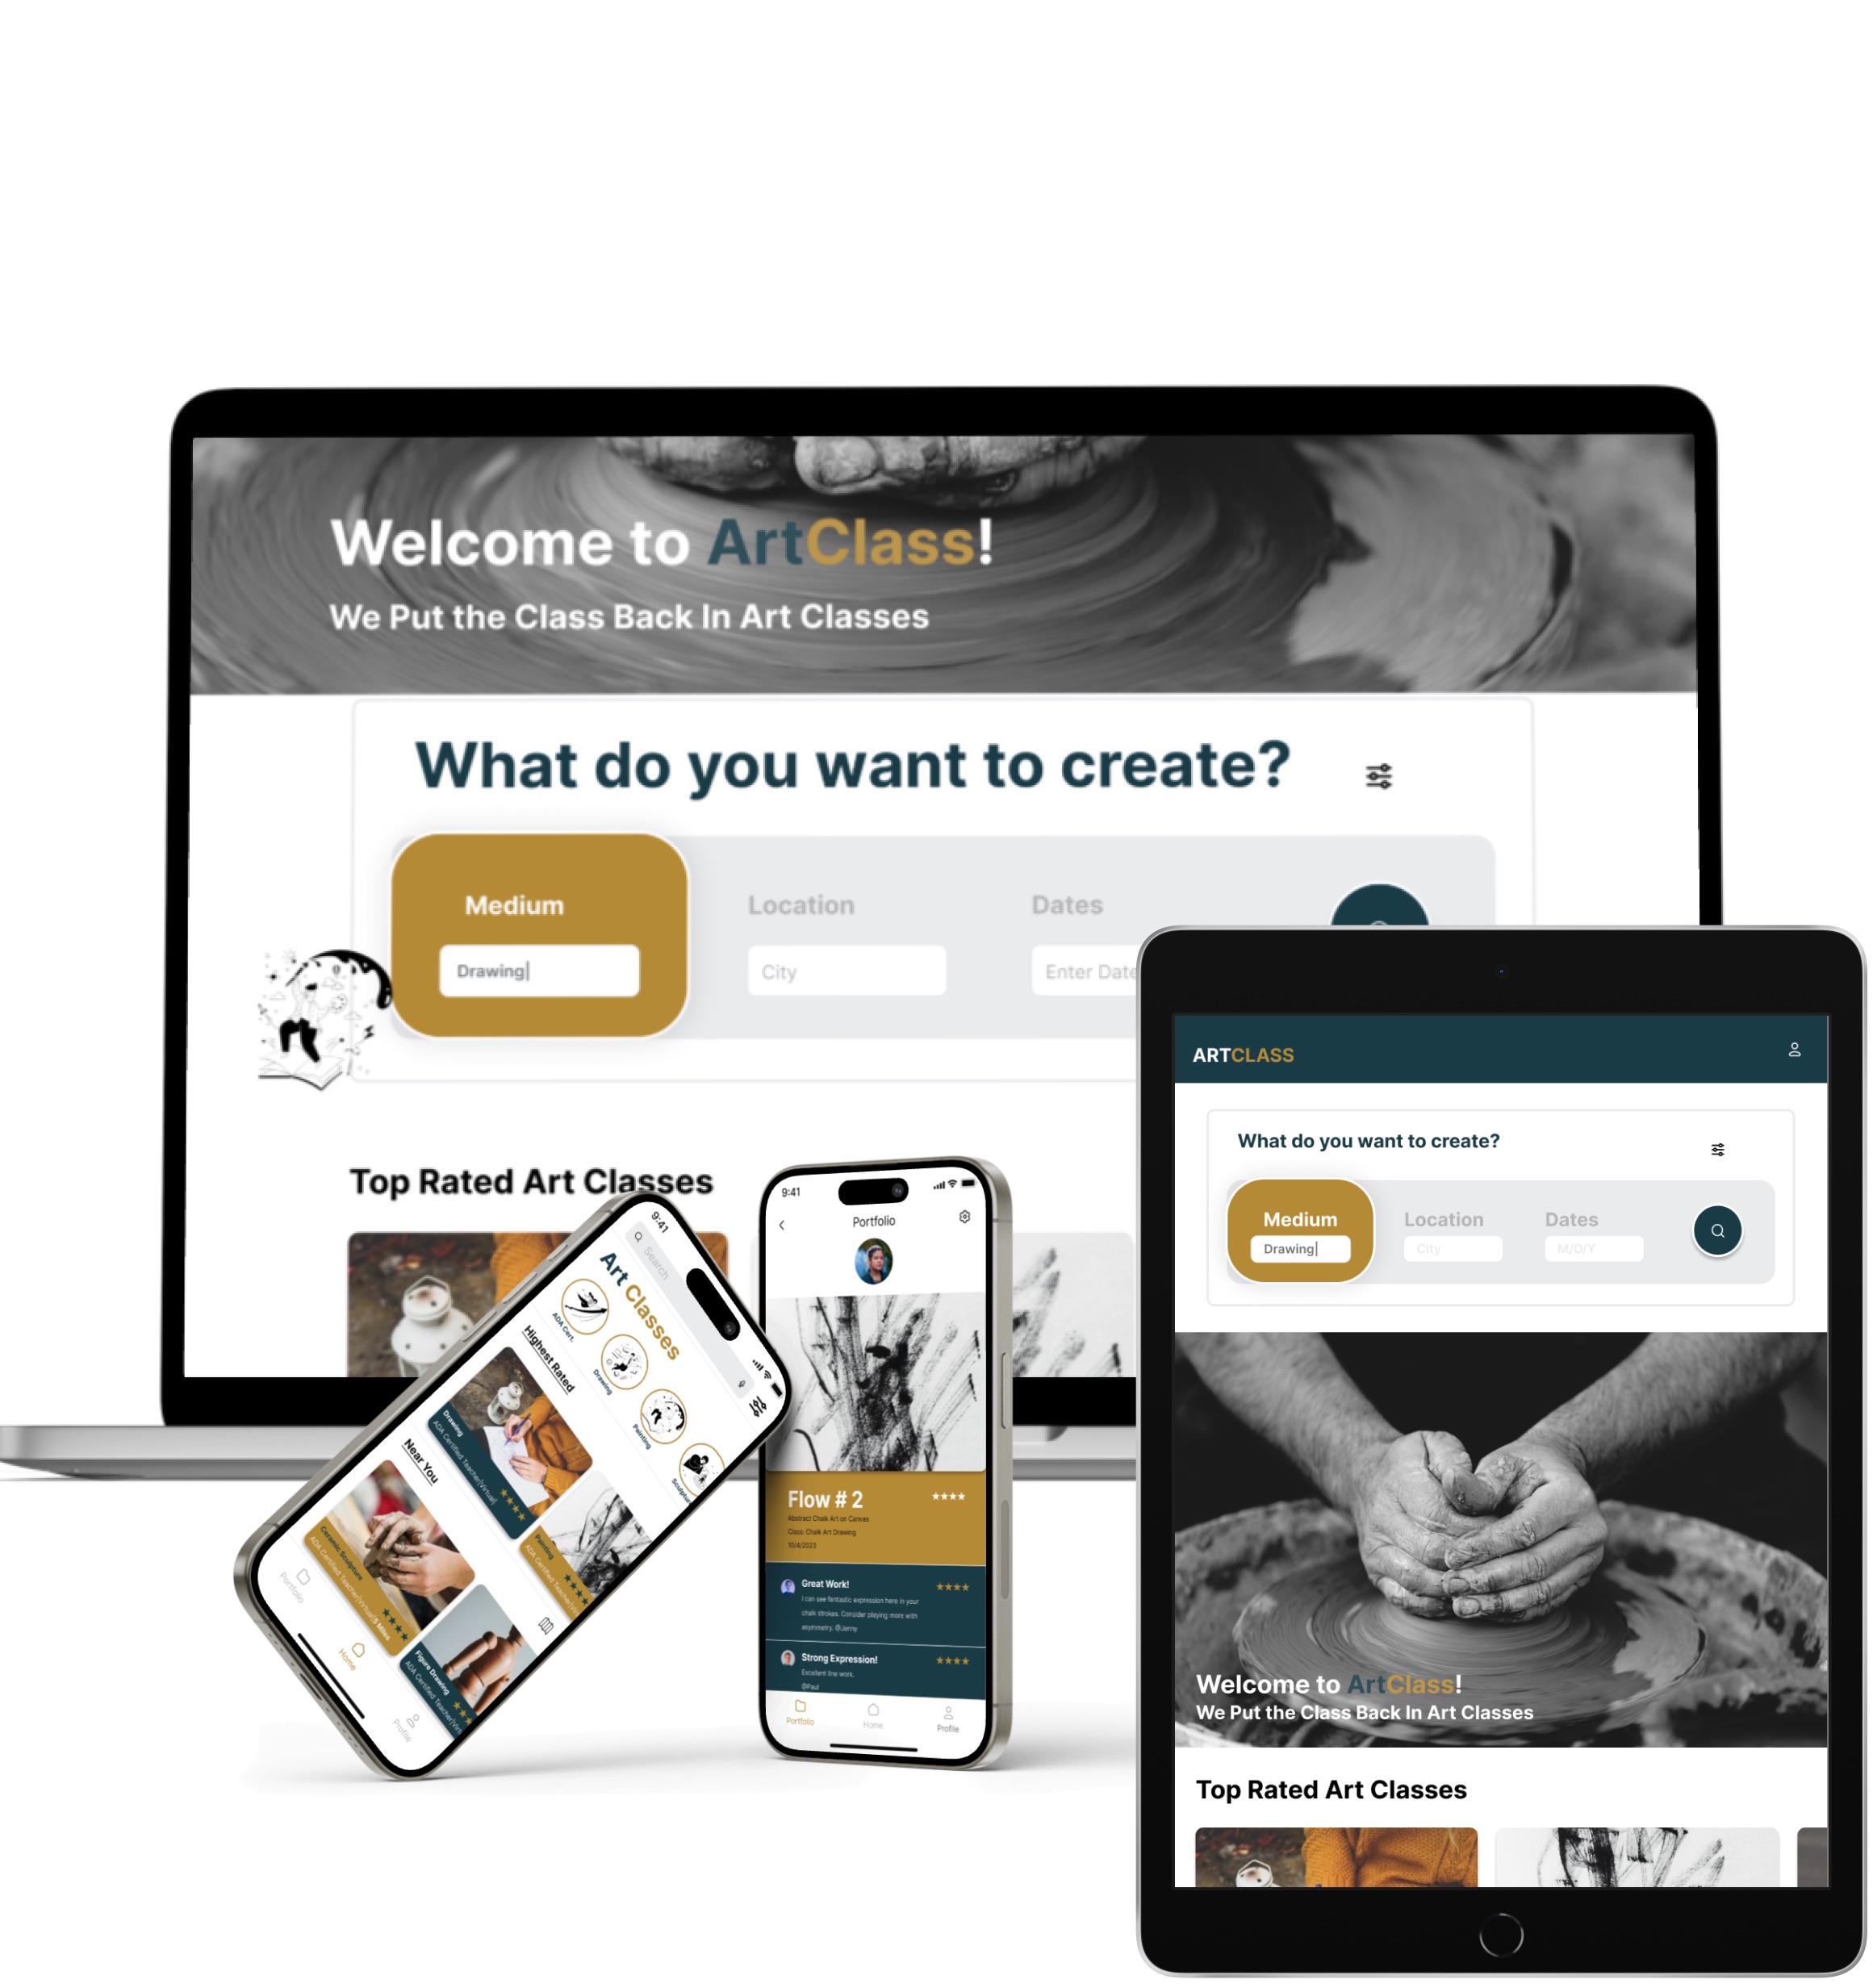 Welcome to ArtClass!
We Put the Class Back In Art Classes
What do you want to create?
Medium
Location
Dates
Drawing
City
Enter Date
Top Rated Art Classes
9:41
Search
Art Classes
ADA Cert.
Drawing
Painting
Sculpture
Highest Rated
Drawing
ADA Certified Teacher|Virtual|
Painting
ADA Certified Teacher|Virtual
Near You
Ceramic Sculpture
ADA Certified Teacher|Virtual|5 Miles
Figure Drawing
ADA Certified Teacher|Virt
Portfolio
Home
Profile
9:41
Portfolio
Flow # 2
Abstract Chalk Art on Canvas
Class: Chalk Art Drawing
10/4/2023
Great Work!
I can see fantastic expression here in your
chalk strokes. Consider playing more with
asymmetry. @Jenny
Strong Expression!
Excellent line work.
@Paul
Portfolio
Home
Profile
ARTCLASS
What do you want to create?
Medium
Location
Dates
Drawing
City
M/D/Y
Welcome to ArtClass!
We Put the Class Back In Art Classes
Top Rated Art Classes